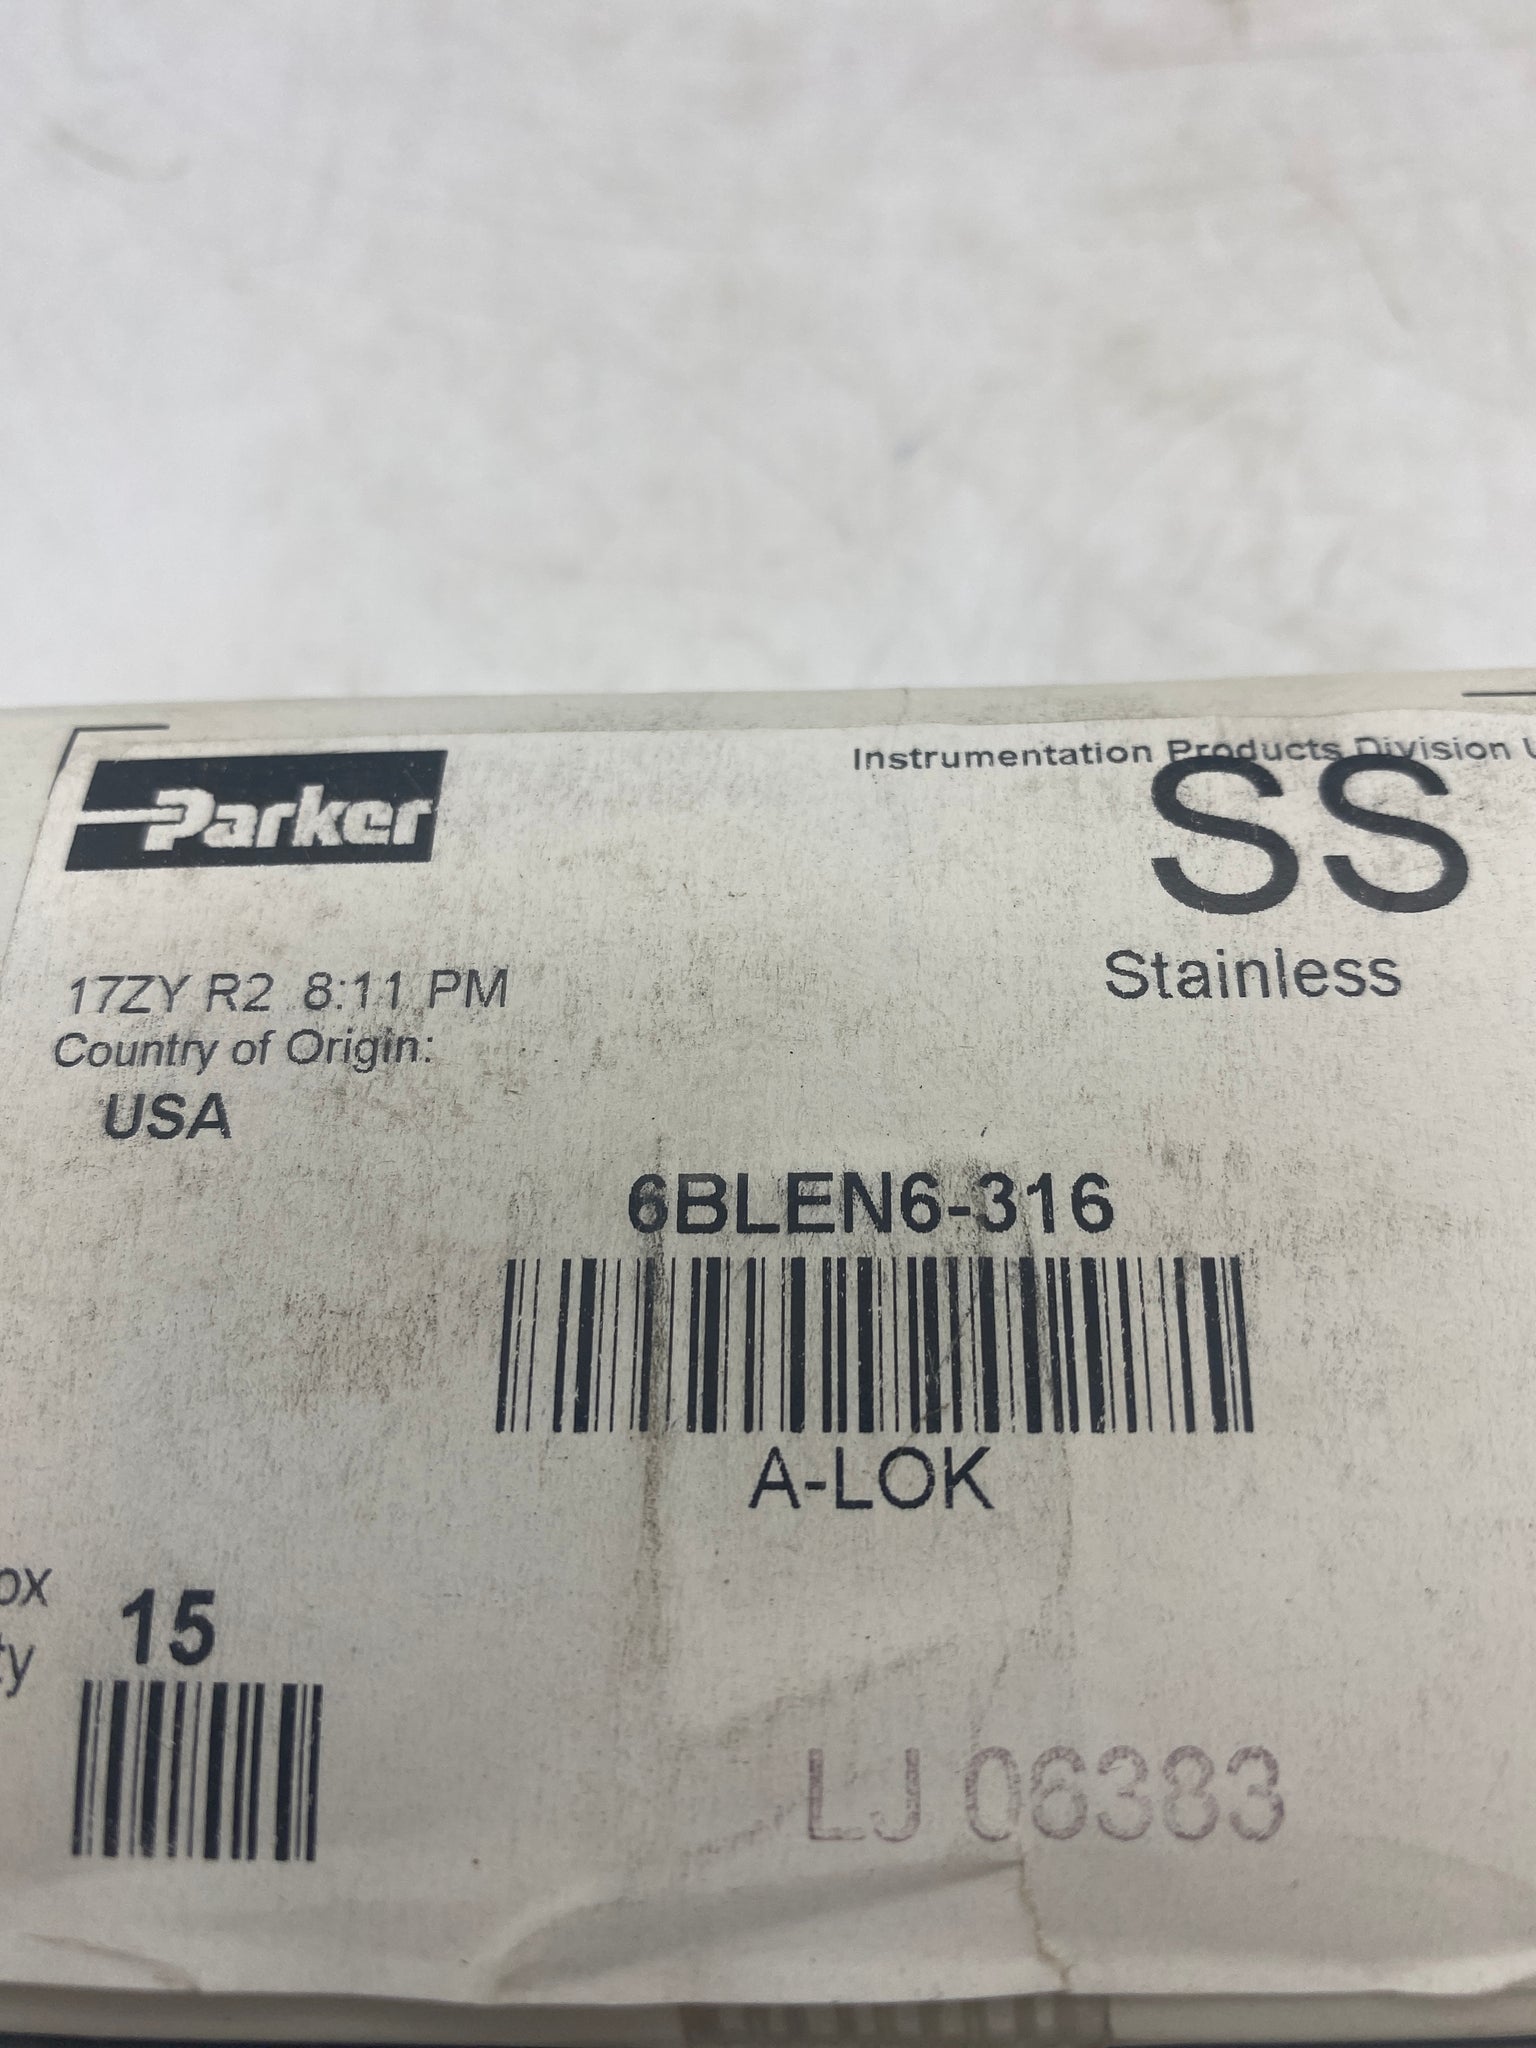 Parker
Instrumentation Products Division
SS
Stainless
17ZY R2 8:11 PM
Country of Origin:
USA
6BLEN6-316
A-LOK
ox
ty
15
LJ 06383